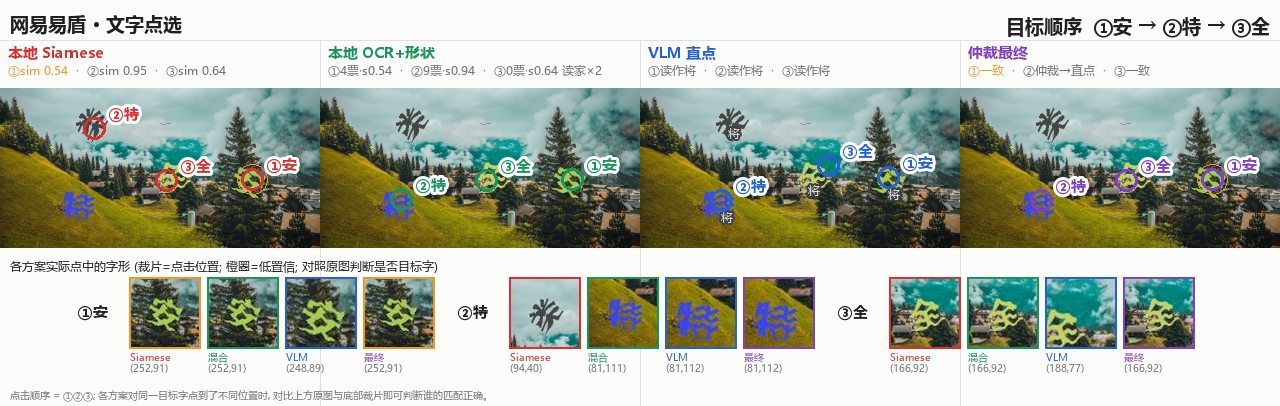 网易易盾·文字点选
目标顺序 ①安 → ②特 → ③全
本地 Siamese
①sim 0.54 · ②sim 0.95 · ③sim 0.64
本地 OCR+形状
①4票·s0.54 · ②9票·s0.94 · ③0票·s0.64 读家×2
VLM 直点
①读作将 · ②读作将 · ③读作将
仲裁最终
①一致 · ②仲裁→直点 · ③一致
②特
③全
①安
②特
③全
①安
将
③全
①安
②特
将
将
将
③全
①安
②特
各方案实际点中的字形 (裁片=点击位置; 橙圈=低置信; 对照原图判断是否目标字)
①安
Siamese
(252,91)
混合
(252,91)
VLM
(248,89)
最终
(252,91)
②特
Siamese
(94,40)
混合
(81,111)
VLM
(81,112)
最终
(81,112)
③全
Siamese
(166,92)
混合
(166,92)
VLM
(188,77)
最终
(166,92)
点击顺序 = ①②③; 各方案对同一目标字点到了不同位置时, 对比上方原图与底部裁片即可判断谁的匹配正确。